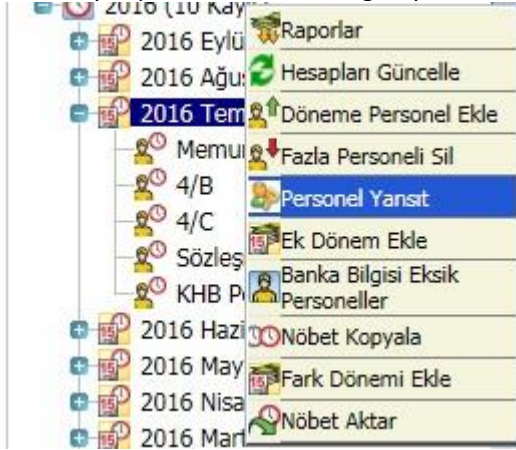 2016 (10 Kay
2016 Eylü
2016 Ağu
2016 Tem
Memu
4/B
4/C
Sözleş
KHB P
2016 Hazi
2016 May
2016 Nisa
2016 Mart
Raporlar
Hesapları Güncelle
Döneme Personel Ekle
Fazla Personeli Sil
Personel Yansıt
Ek Dönem Ekle
Banka Bilgisi Eksik
Personeller
Nöbet Kopyala
Fark Dönemi Ekle
Nöbet Aktar